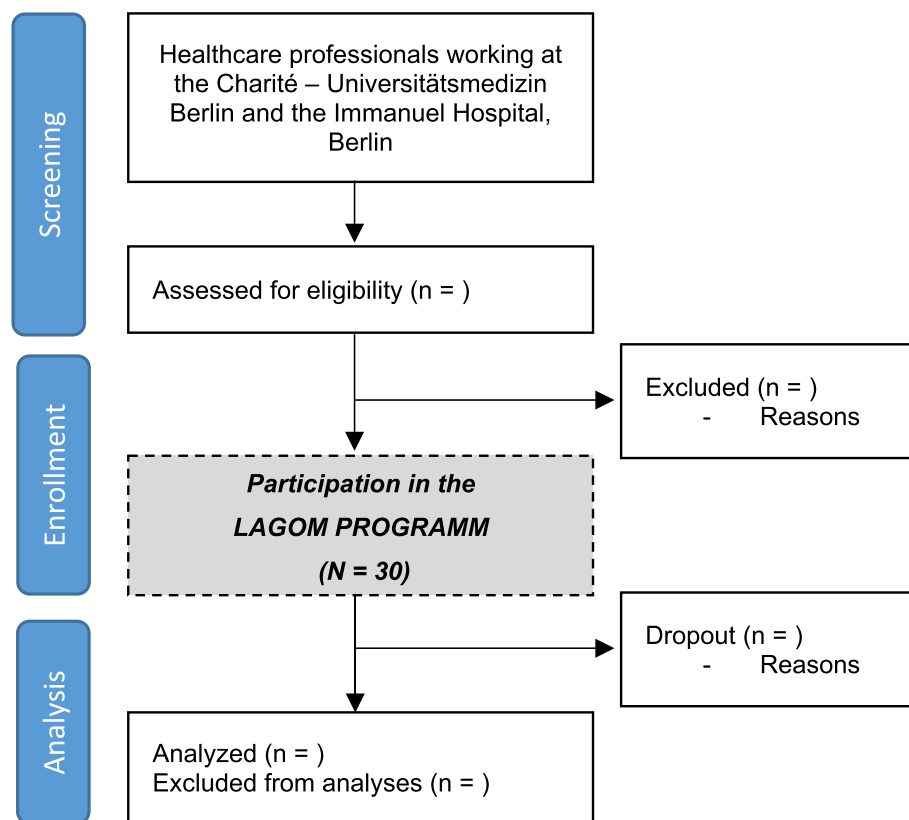 Screening
Healthcare professionals working at
the Charité – Universitätsmedizin
Berlin and the Immanuel Hospital,
Berlin
Assessed for eligibility (n = )
Enrollment
Excluded (n = )
- Reasons
Participation in the
LAGOM PROGRAMM
(N = 30)
Dropout (n = )
- Reasons
Analysis
Analyzed (n = )
Excluded from analyses (n = )